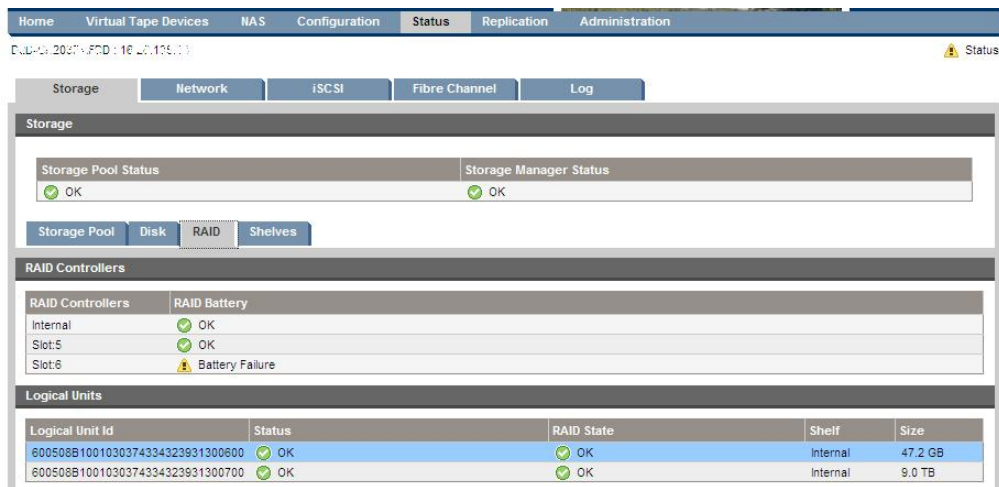 Home Virtual Tape Devices NAS Configuration Status Replication Administration
Status
Storage Network iSCSI Fibre Channel Log
Storage
Storage Pool Status Storage Manager Status
OK OK
Storage Pool Disk RAID Shelves
RAID Controllers
RAID Controllers RAID Battery
Internal OK
Slot:5 OK
Slot:6 Battery Failure
Logical Units
Logical Unit Id Status RAID State Shelf Size
600508B1001030374334323931300600 OK OK Internal 47.2 GB
600508B1001030374334323931300700 OK OK Internal 9.0 TB